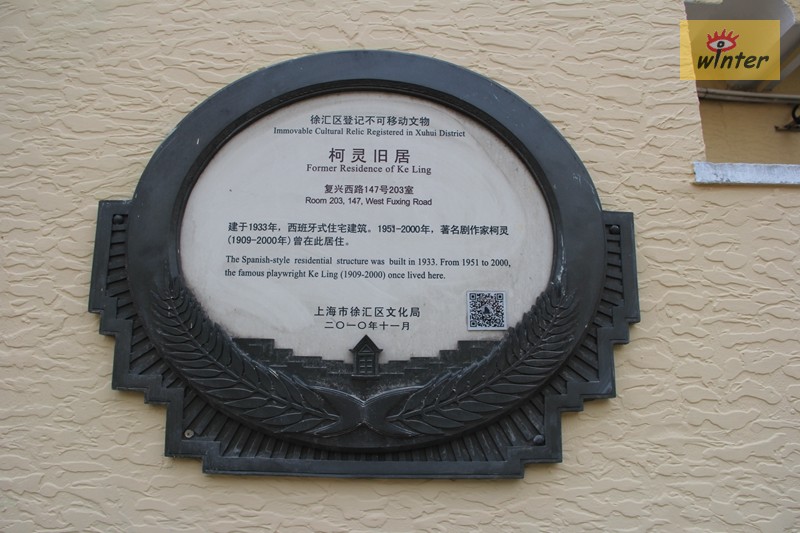 winter
徐汇区登记不可移动文物
Immovable Cultural Relic Registered in Xuhui District
柯灵旧居
Former Residence of Ke Ling
复兴西路147号203室
Room 203, 147, West Fuxing Road
建于1933年，西班牙式住宅建筑。1951-2000年，著名剧作家柯灵
(1909-2000年) 曾在此居住。
The Spanish-style residential structure was built in 1933. From 1951 to 2000,
the famous playwright Ke Ling (1909-2000) once lived here.
上海市徐汇区文化局
二〇一〇年十一月